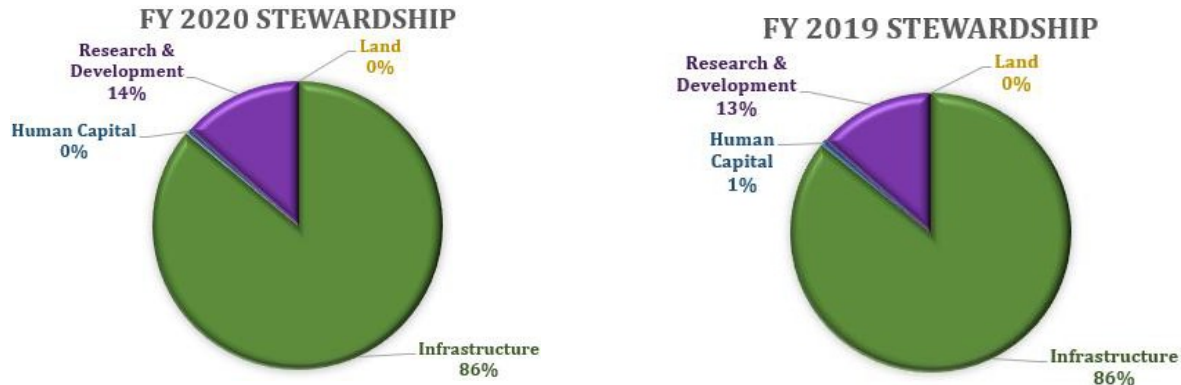 FY 2020 STEWARDSHIP
Land
0%
Research &
Development
14%
Human Capital
0%
Infrastructure
86%
FY 2019 STEWARDSHIP
Land
0%
Research &
Development
13%
Human
Capital
1%
Infrastructure
86%